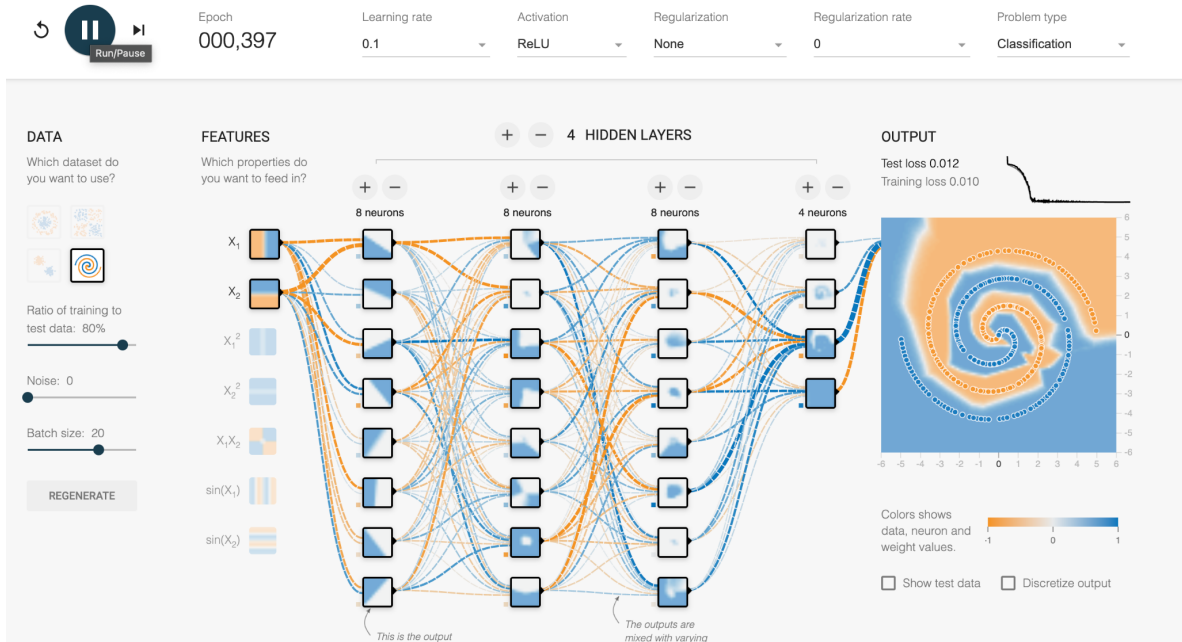 Epoch
000,397
Run/Pause
Learning rate
0.1
Activation
ReLU
Regularization
None
Regularization rate
0
Problem type
Classification
DATA
Which dataset do
you want to use?
Ratio of training to
test data: 80%
Noise: 0
Batch size: 20
REGENERATE
FEATURES
Which properties do
you want to feed in?
X₁
X₂
X₁²
X₂²
X₁X₂
sin(X₁)
sin(X₂)
+ − 4 HIDDEN LAYERS
+ −
8 neurons
+ −
8 neurons
+ −
8 neurons
+ −
4 neurons
This is the output
The outputs are
mixed with varying
OUTPUT
Test loss 0.012
Training loss 0.010
6
5
4
3
2
1
0
-1
-2
-3
-4
-5
-6
-6 -5 -4 -3 -2 -1 0 1 2 3 4 5 6
Colors shows
data, neuron and
weight values.
-1 0 1
Show test data
Discretize output